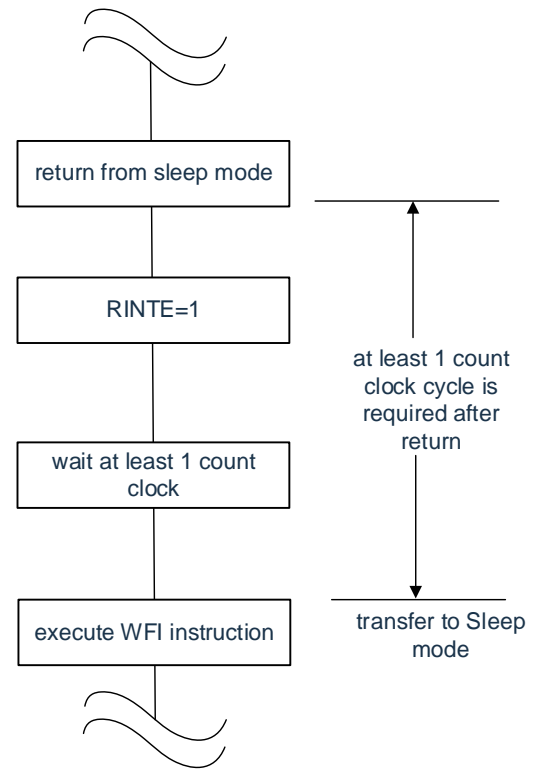 return from sleep mode
RINTE=1
at least 1 count
clock cycle is
required after
return
wait at least 1 count
clock
execute WFI instruction
transfer to Sleep
mode